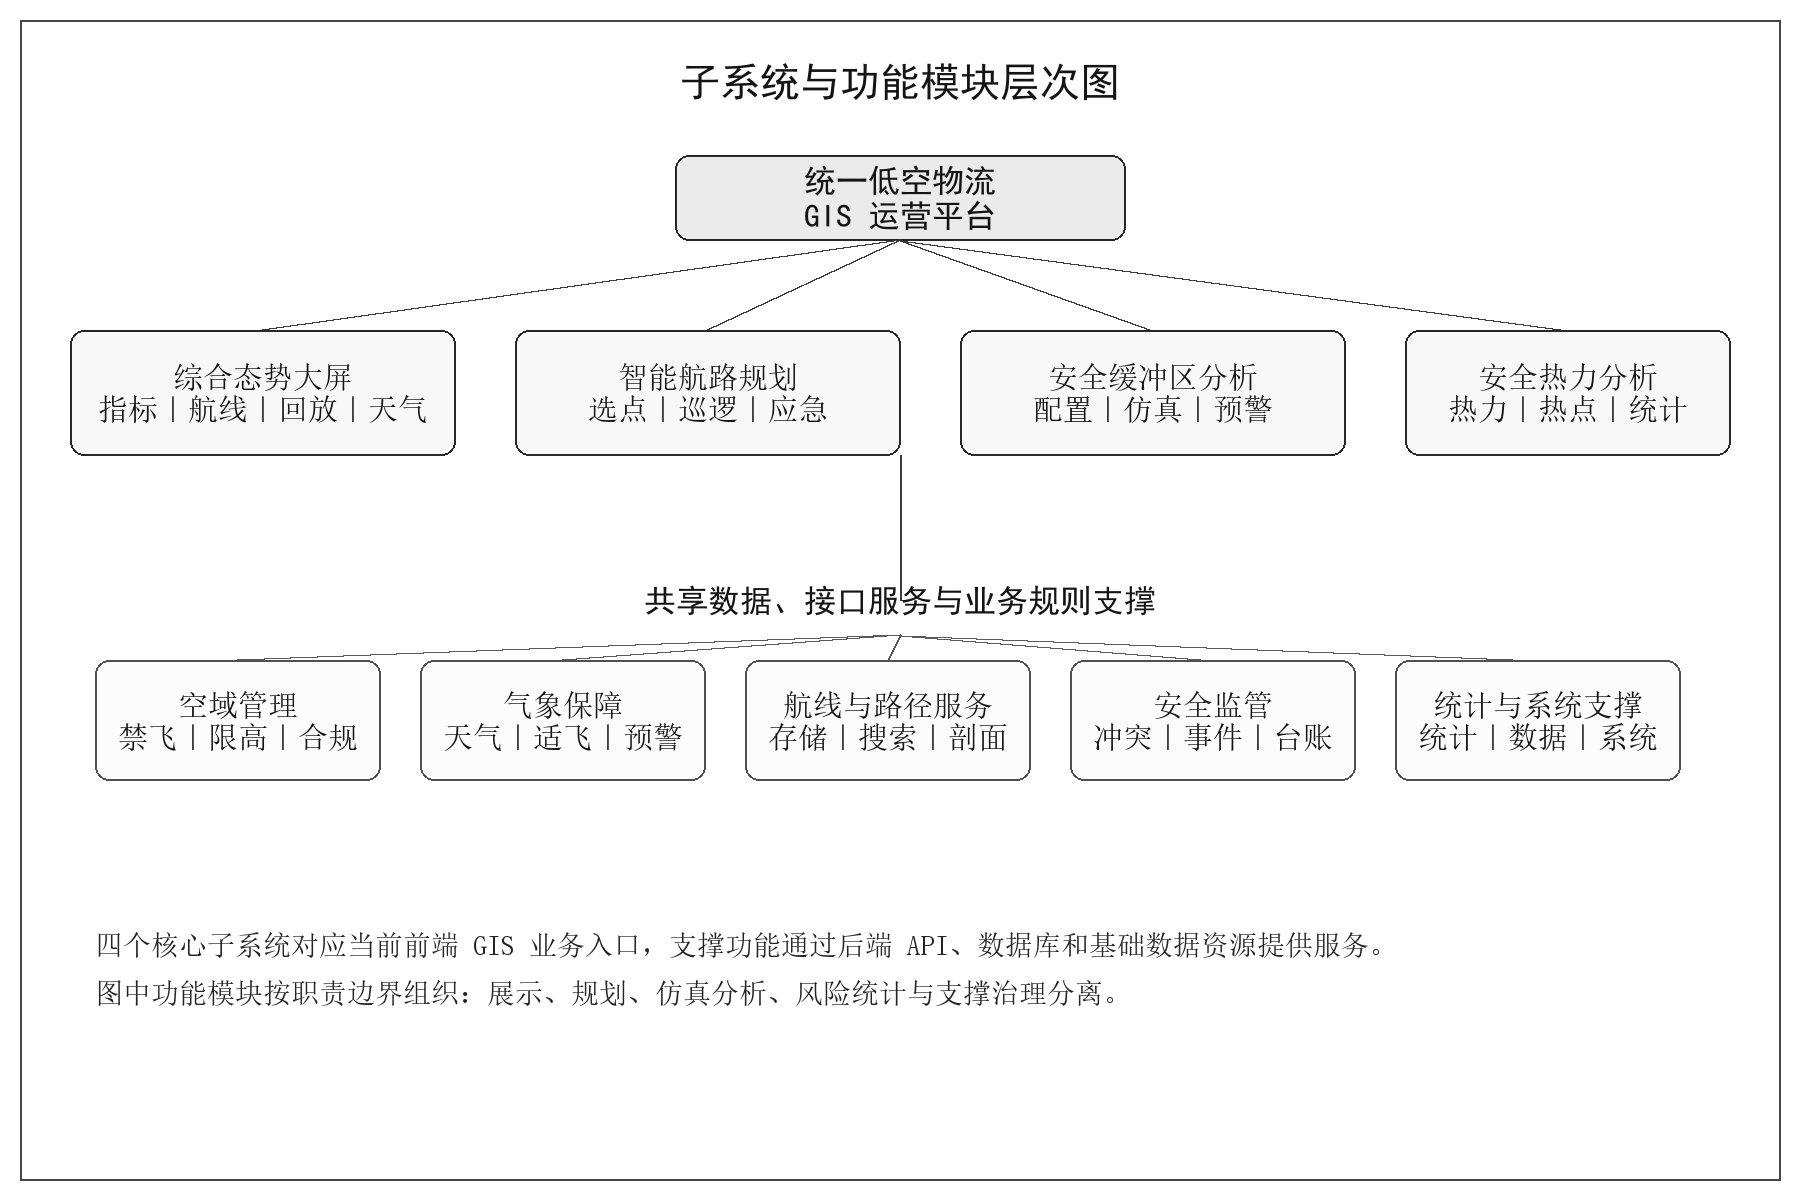 子系统与功能模块层次图
统一低空物流
GIS 运营平台
综合态势大屏
指标｜航线｜回放｜天气
智能航路规划
选点｜巡逻｜应急
安全缓冲区分析
配置｜仿真｜预警
安全热力分析
热力｜热点｜统计
共享数据、接口服务与业务规则支撑
空域管理
禁飞｜限高｜合规
气象保障
天气｜适飞｜预警
航线与路径服务
存储｜搜索｜剖面
安全监管
冲突｜事件｜台账
统计与系统支撑
统计｜数据｜系统
四个核心子系统对应当前前端 GIS 业务入口，支撑功能通过后端 API、数据库和基础数据资源提供服务。
图中功能模块按职责边界组织：展示、规划、仿真分析、风险统计与支撑治理分离。